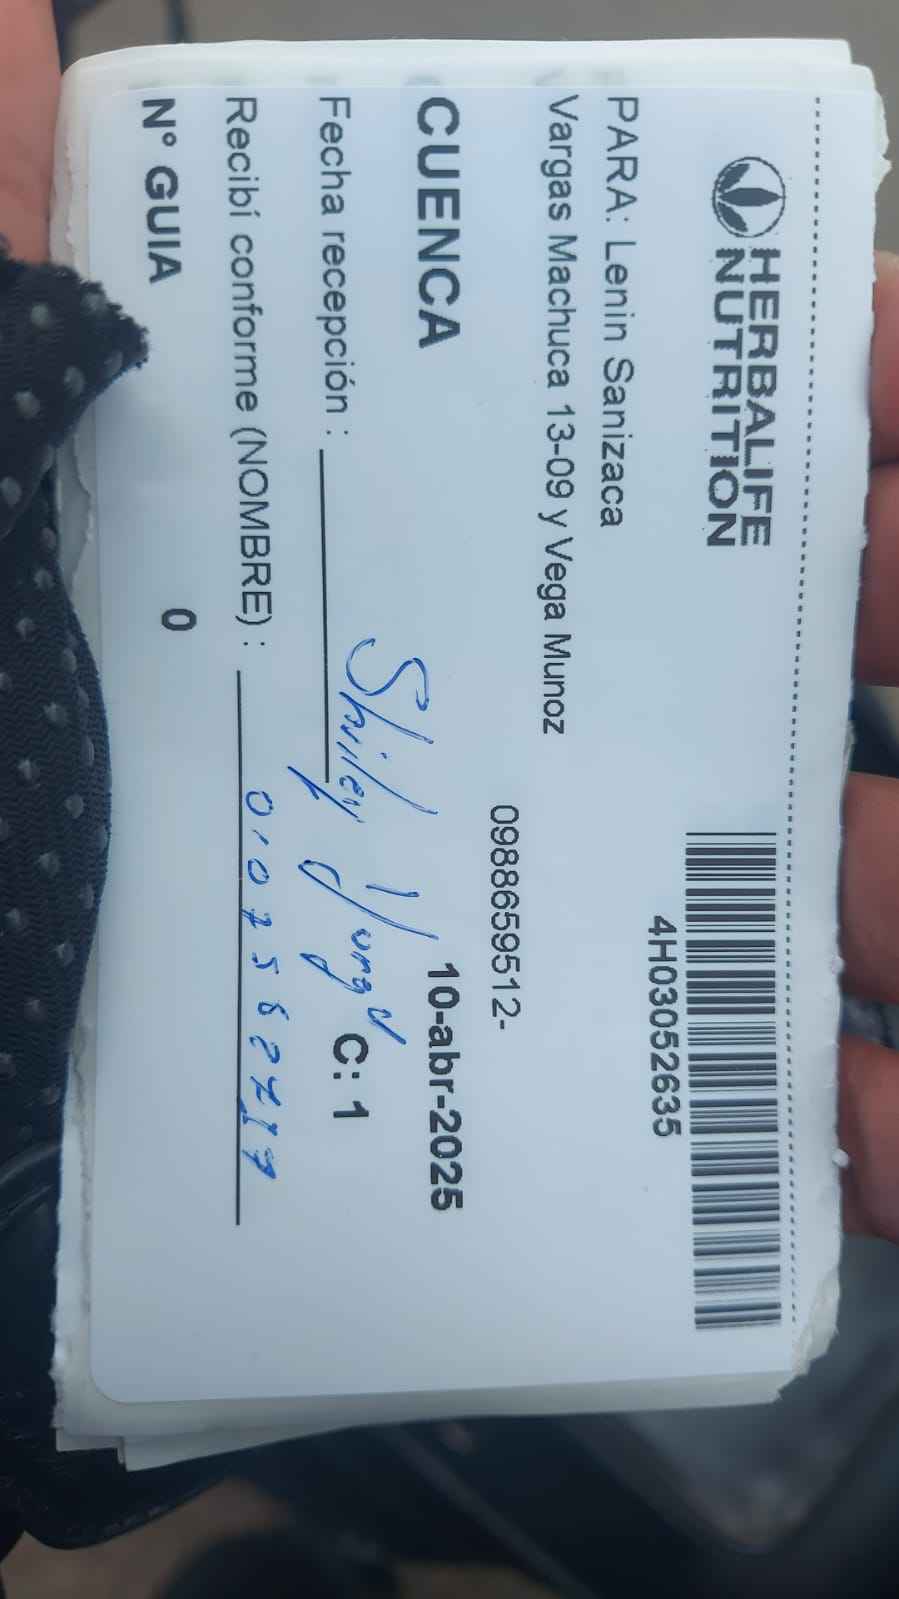 HERBALIFE
NUTRITION
4H03052635
PARA: Lenin Sanizaca
Vargas Machuca 13-09 y Vega Munoz
0988659512-
CUENCA 10-abr-2025
Fecha recepción : Shirley C: 1
Recibí conforme (NOMBRE) :
N° GUIA 0